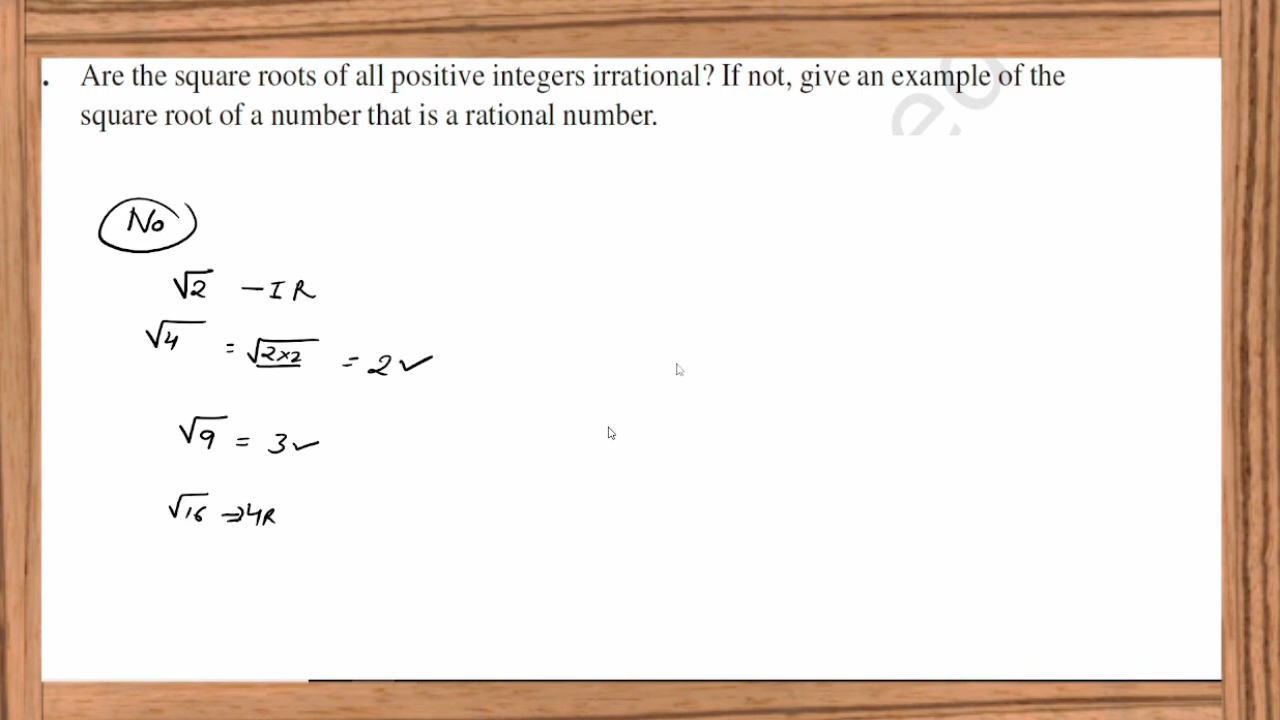 . Are the square roots of all positive integers irrational? If not, give an example of the
square root of a number that is a rational number.
No
√2 – I R
√4 = √2×2 = 2 ✓
√9 = 3 ✓
√16 ⇒ 4R